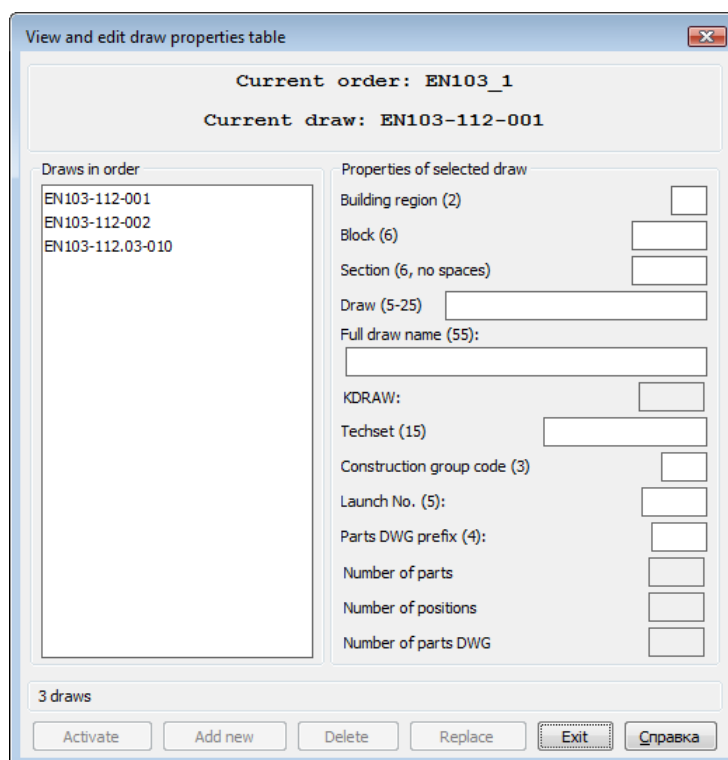 View and edit draw properties table
Current order: EN103_1
Current draw: EN103-112-001
Draws in order
EN103-112-001
EN103-112-002
EN103-112.03-010
Properties of selected draw
Building region (2)
Block (6)
Section (6, no spaces)
Draw (5-25)
Full draw name (55):
KDRAW:
Techset (15)
Construction group code (3)
Launch No. (5):
Parts DWG prefix (4):
Number of parts
Number of positions
Number of parts DWG
3 draws
Activate Add new Delete Replace Exit Справка